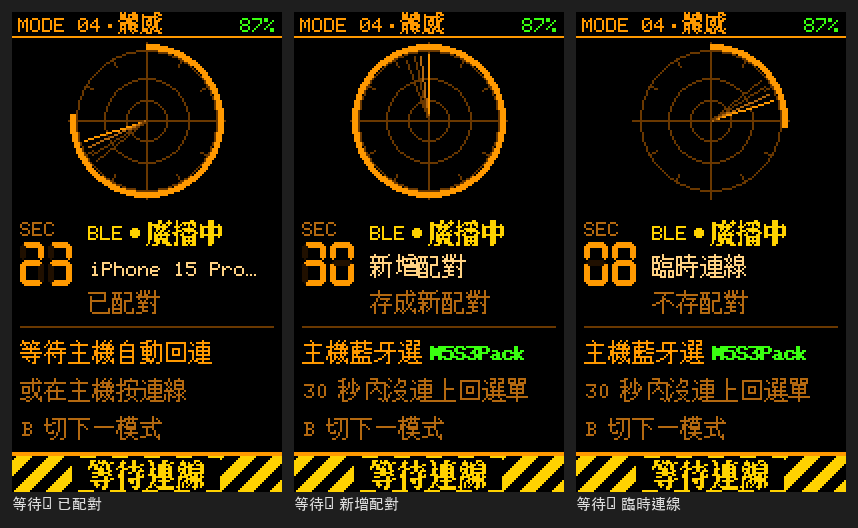 MODE 04·體感 87%
SEC
23
BLE●廣播中
iPhone 15 Pro…
已配對
等待主機自動回連
或在主機按連線
B 切下一模式
等待連線
等待 已配對
MODE 04·體感 87%
SEC
30
BLE●廣播中
新增配對
存成新配對
主機藍牙選 M5S3Pack
30 秒內沒連上回選單
B 切下一模式
等待連線
等待 新增配對
MODE 04·體感 87%
SEC
08
BLE●廣播中
臨時連線
不存配對
主機藍牙選 M5S3Pack
30 秒內沒連上回選單
B 切下一模式
等待連線
等待 臨時連線